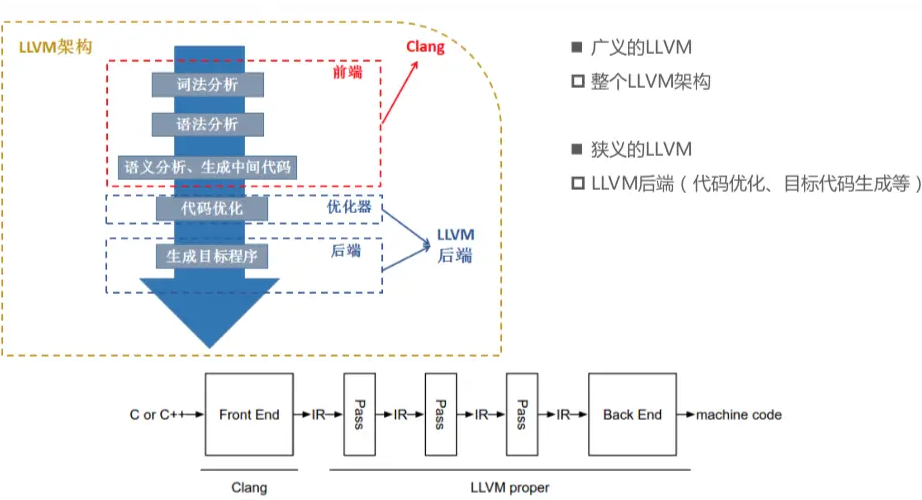 LLVM架构
Clang
前端
词法分析
语法分析
语义分析、生成中间代码
代码优化
优化器
生成目标程序
后端
LLVM
后端
■ 广义的LLVM
整个LLVM架构
■ 狭义的LLVM
LLVM后端（代码优化、目标代码生成等）
C or C++
Front End
IR
Pass
IR
Pass
IR
Pass
IR
Back End
machine code
Clang
LLVM proper